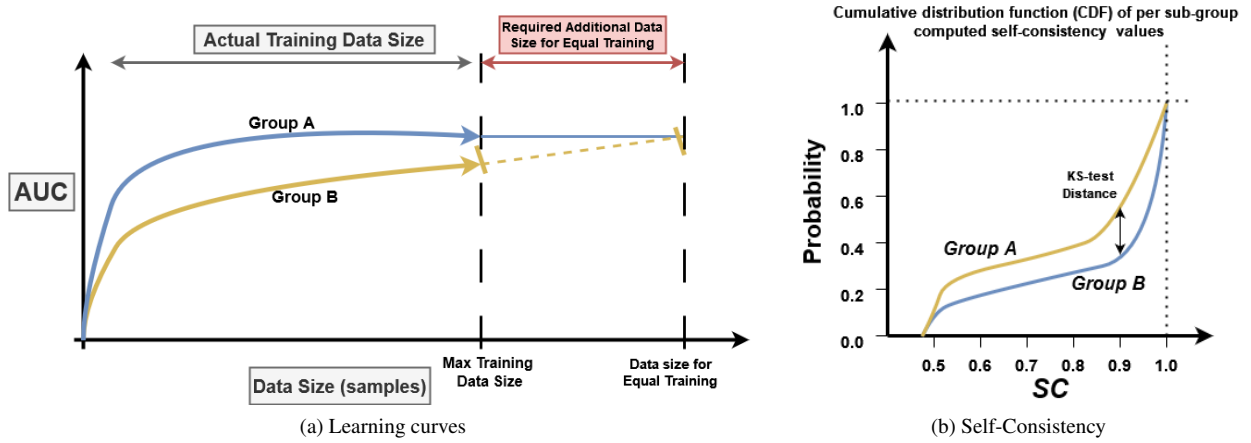 Actual Training Data Size
Required Additional Data
Size for Equal Training
AUC
Group A
Group B
Max Training
Data Size
Data size for
Equal Training
Data Size (samples)
(a) Learning curves
Cumulative distribution function (CDF) of per sub-group
computed self-consistency values
Probability
1.0
0.8
0.6
0.4
0.2
0.0
KS-test
Distance
Group A
Group B
0.5 0.6 0.7 0.8 0.9 1.0
SC
(b) Self-Consistency